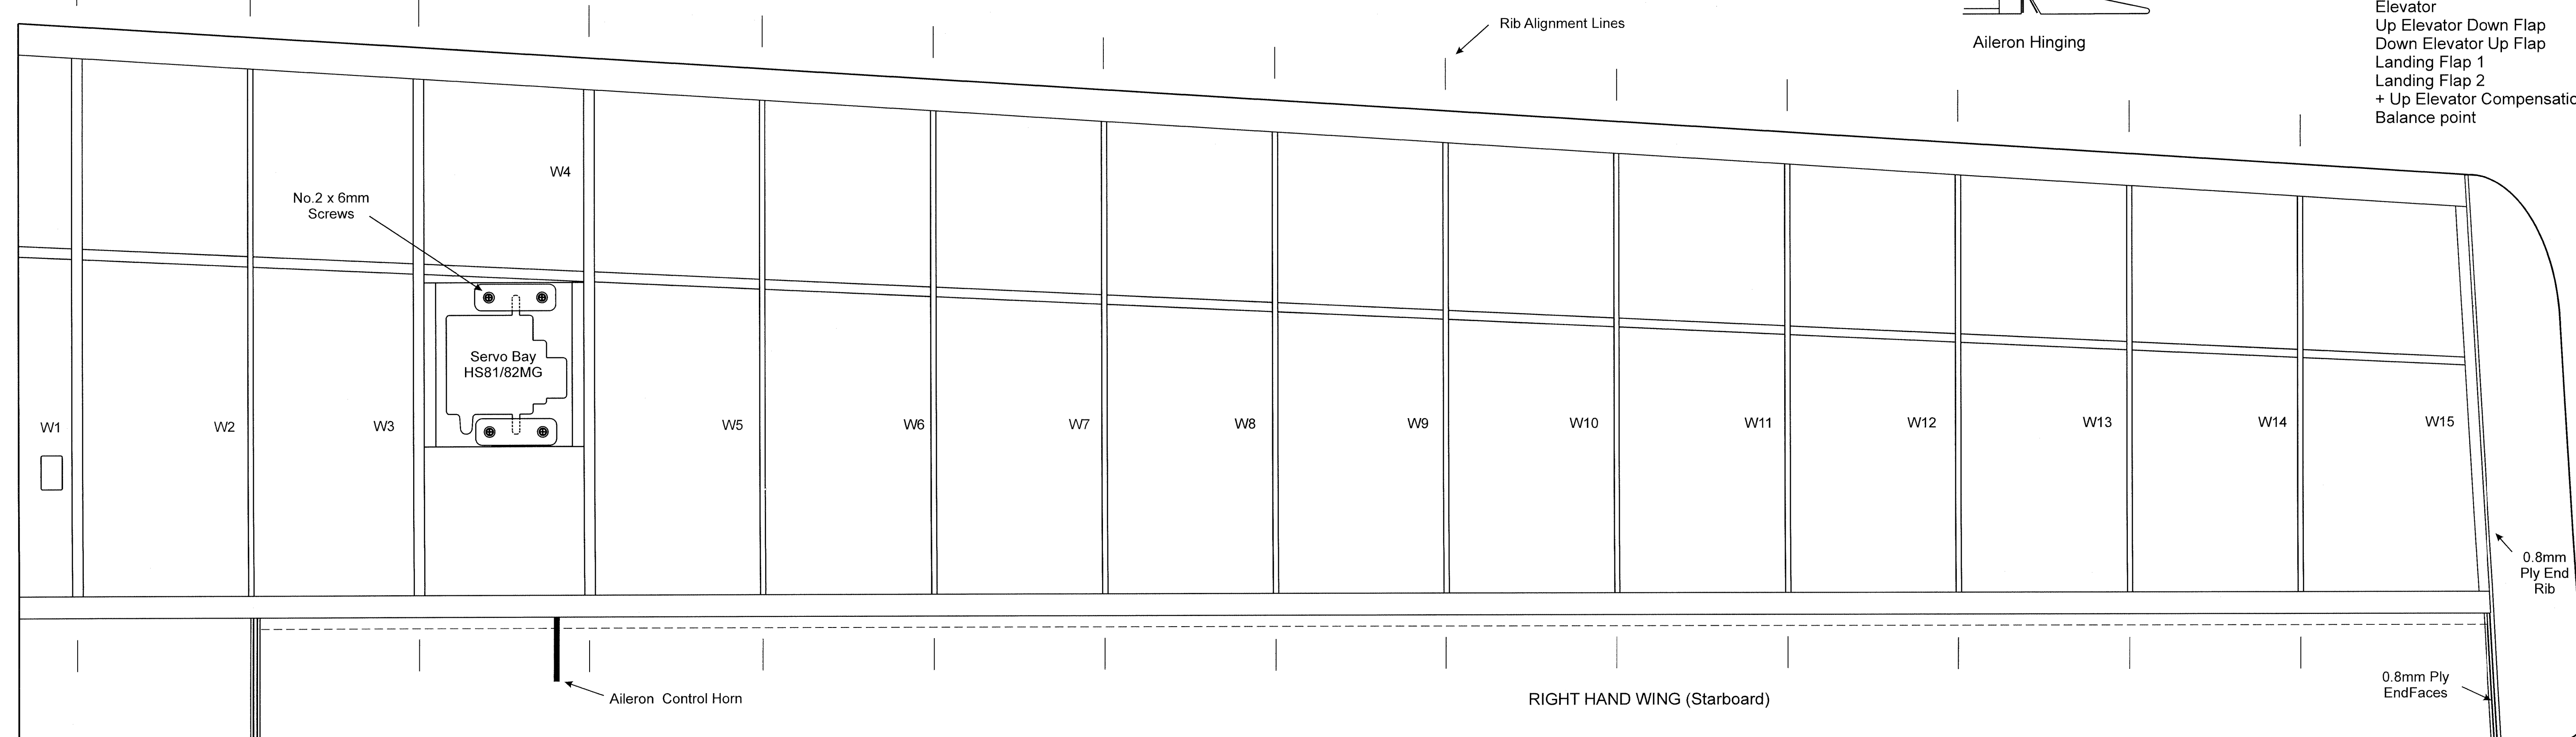 Rib Alignment Lines
Aileron Hinging
Elevator
Up Elevator Down Flap
Down Elevator Up Flap
Landing Flap 1
Landing Flap 2
+ Up Elevator Compensatio
Balance point
W4
No.2 x 6mm
Screws
Servo Bay
HS81/82MG
W1
W2
W3
W5
W6
W7
W8
W9
W10
W11
W12
W13
W14
W15
0.8mm
Ply End
Rib
Aileron Control Horn
RIGHT HAND WING (Starboard)
0.8mm Ply
EndFaces